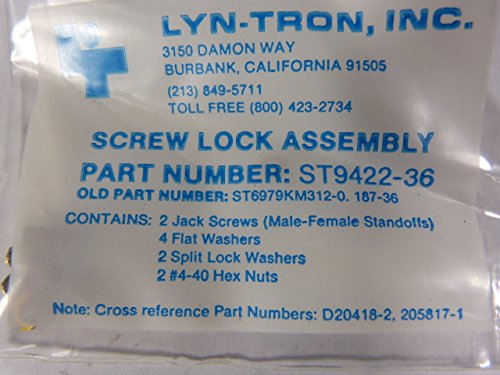 LYN-TRON, INC.
3150 DAMON WAY
BURBANK, CALIFORNIA 91505
(213) 849-5711
TOLL FREE (800) 423-2734
SCREW LOCK ASSEMBLY
PART NUMBER: ST9422-36
OLD PART NUMBER: ST6979KM312-0. 187-36
CONTAINS: 2 Jack Screws (Male-Female Standoffs)
4 Flat Washers
2 Split Lock Washers
2 #4-40 Hex Nuts
Note: Cross reference Part Numbers: D20418-2, 205817-1